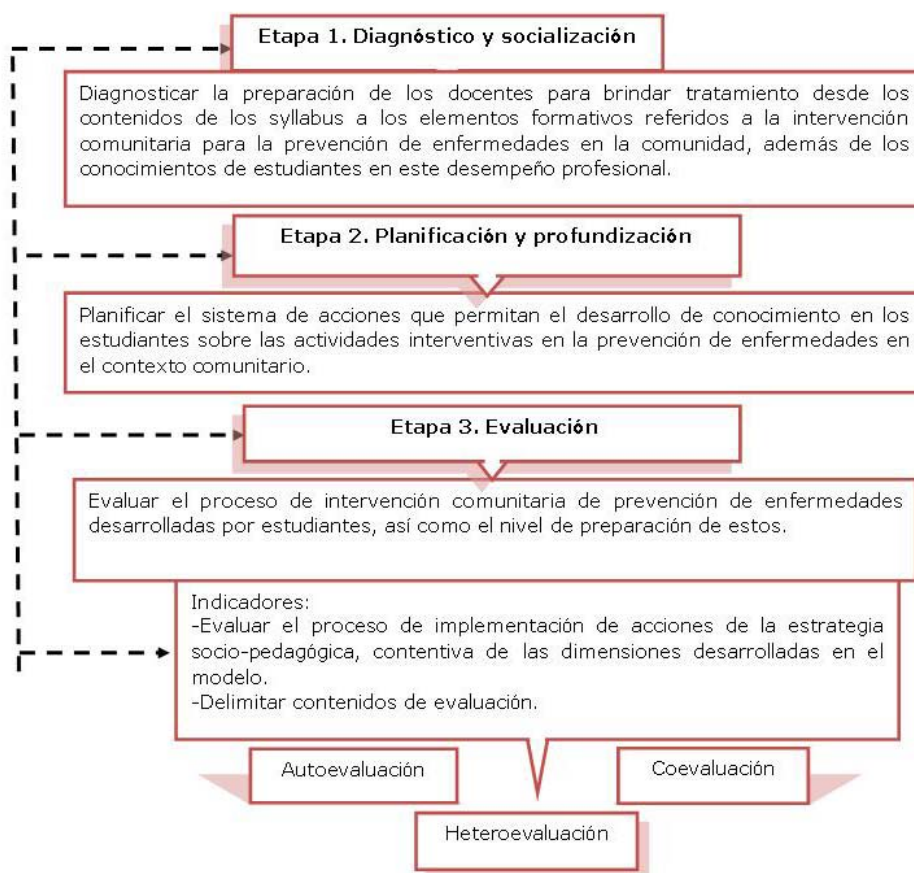 Etapa 1. Diagnóstico y socialización
Diagnosticar la preparación de los docentes para brindar tratamiento desde los
contenidos de los syllabus a los elementos formativos referidos a la intervención
comunitaria para la prevención de enfermedades en la comunidad, además de los
conocimientos de estudiantes en este desempeño profesional.
Etapa 2. Planificación y profundización
Planificar el sistema de acciones que permitan el desarrollo de conocimiento en los
estudiantes sobre las actividades interventivas en la prevención de enfermedades en
el contexto comunitario.
Etapa 3. Evaluación
Evaluar el proceso de intervención comunitaria de prevención de enfermedades
desarrolladas por estudiantes, así como el nivel de preparación de estos.
Indicadores:
-Evaluar el proceso de implementación de acciones de la estrategia
socio-pedagógica, contentiva de las dimensiones desarrolladas en el
modelo.
-Delimitar contenidos de evaluación.
Autoevaluación
Coevaluación
Heteroevaluación